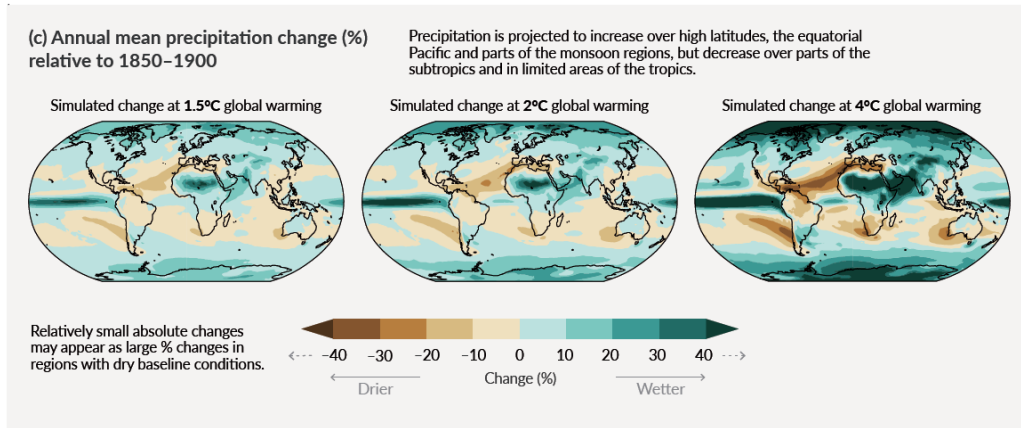 (c) Annual mean precipitation change (%)
relative to 1850–1900
Precipitation is projected to increase over high latitudes, the equatorial
Pacific and parts of the monsoon regions, but decrease over parts of the
subtropics and in limited areas of the tropics.
Simulated change at 1.5ºC global warming
Simulated change at 2ºC global warming
Simulated change at 4ºC global warming
Relatively small absolute changes
may appear as large % changes in
regions with dry baseline conditions.
–40 –30 –20 –10 0 10 20 30 40
Change (%)
Drier
Wetter